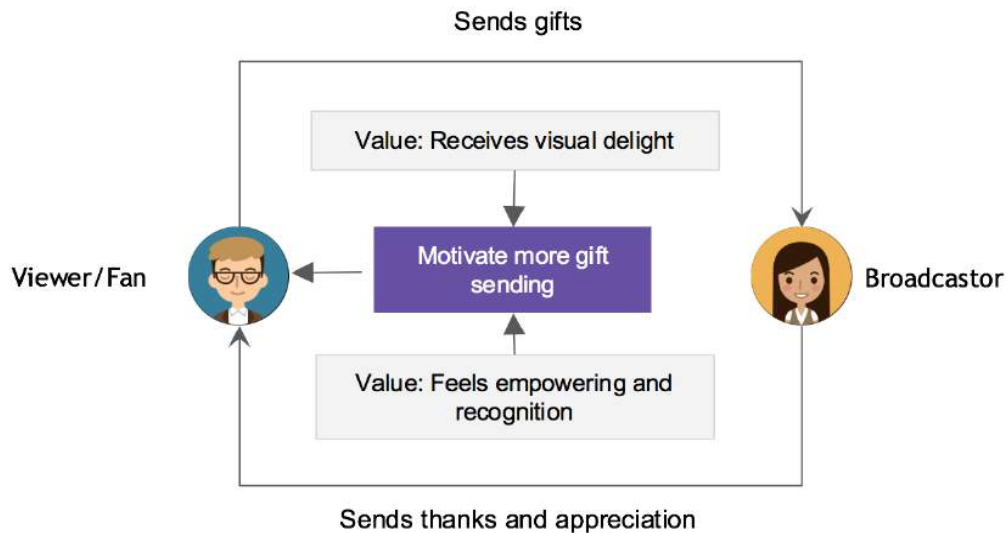 Sends gifts
Value: Receives visual delight
Motivate more gift
sending
Viewer/Fan
Broadcastor
Value: Feels empowering and
recognition
Sends thanks and appreciation